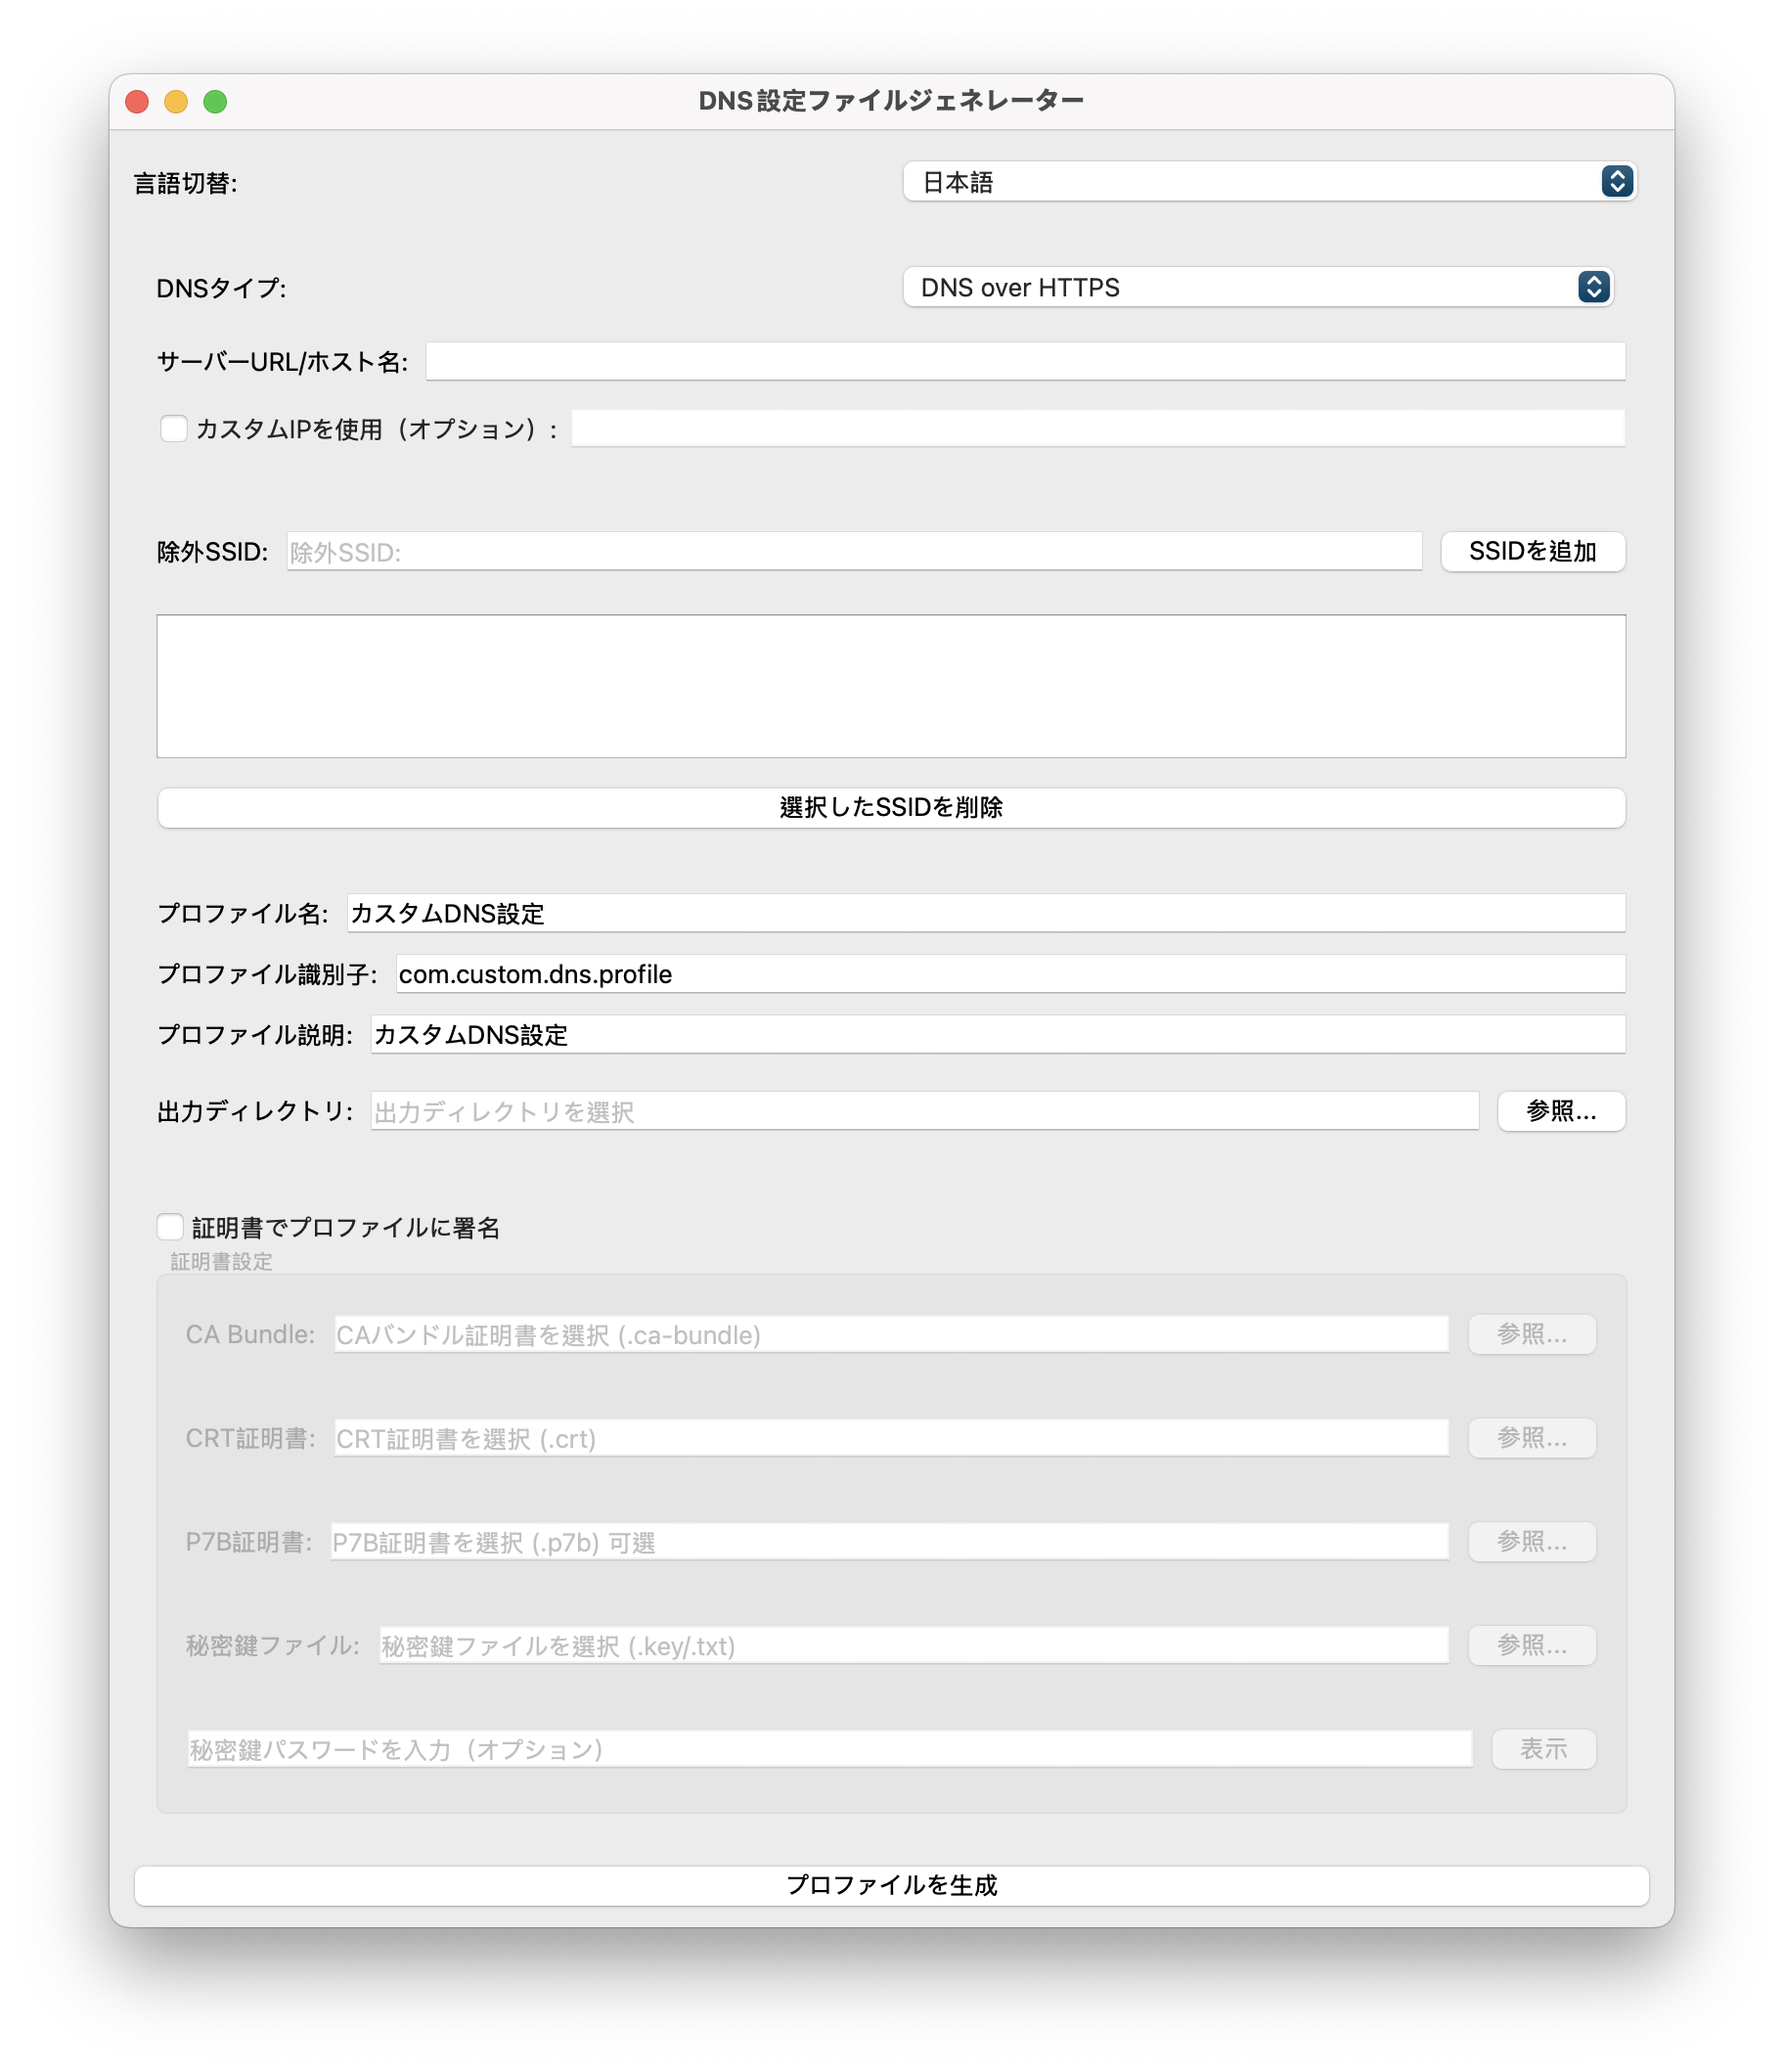 DNS設定ファイルジェネレーター
言語切替: 日本語
DNSタイプ: DNS over HTTPS
サーバーURL/ホスト名:
カスタムIPを使用（オプション）:
除外SSID: 除外SSID: SSIDを追加
選択したSSIDを削除
プロファイル名: カスタムDNS設定
プロファイル識別子: com.custom.dns.profile
プロファイル説明: カスタムDNS設定
出力ディレクトリ: 出力ディレクトリを選択 参照...
証明書でプロファイルに署名
証明書設定
CA Bundle: CAバンドル証明書を選択 (.ca-bundle) 参照...
CRT証明書: CRT証明書を選択 (.crt) 参照...
P7B証明書: P7B証明書を選択 (.p7b) 可選 参照...
秘密鍵ファイル: 秘密鍵ファイルを選択 (.key/.txt) 参照...
秘密鍵パスワードを入力（オプション） 表示
プロファイルを生成